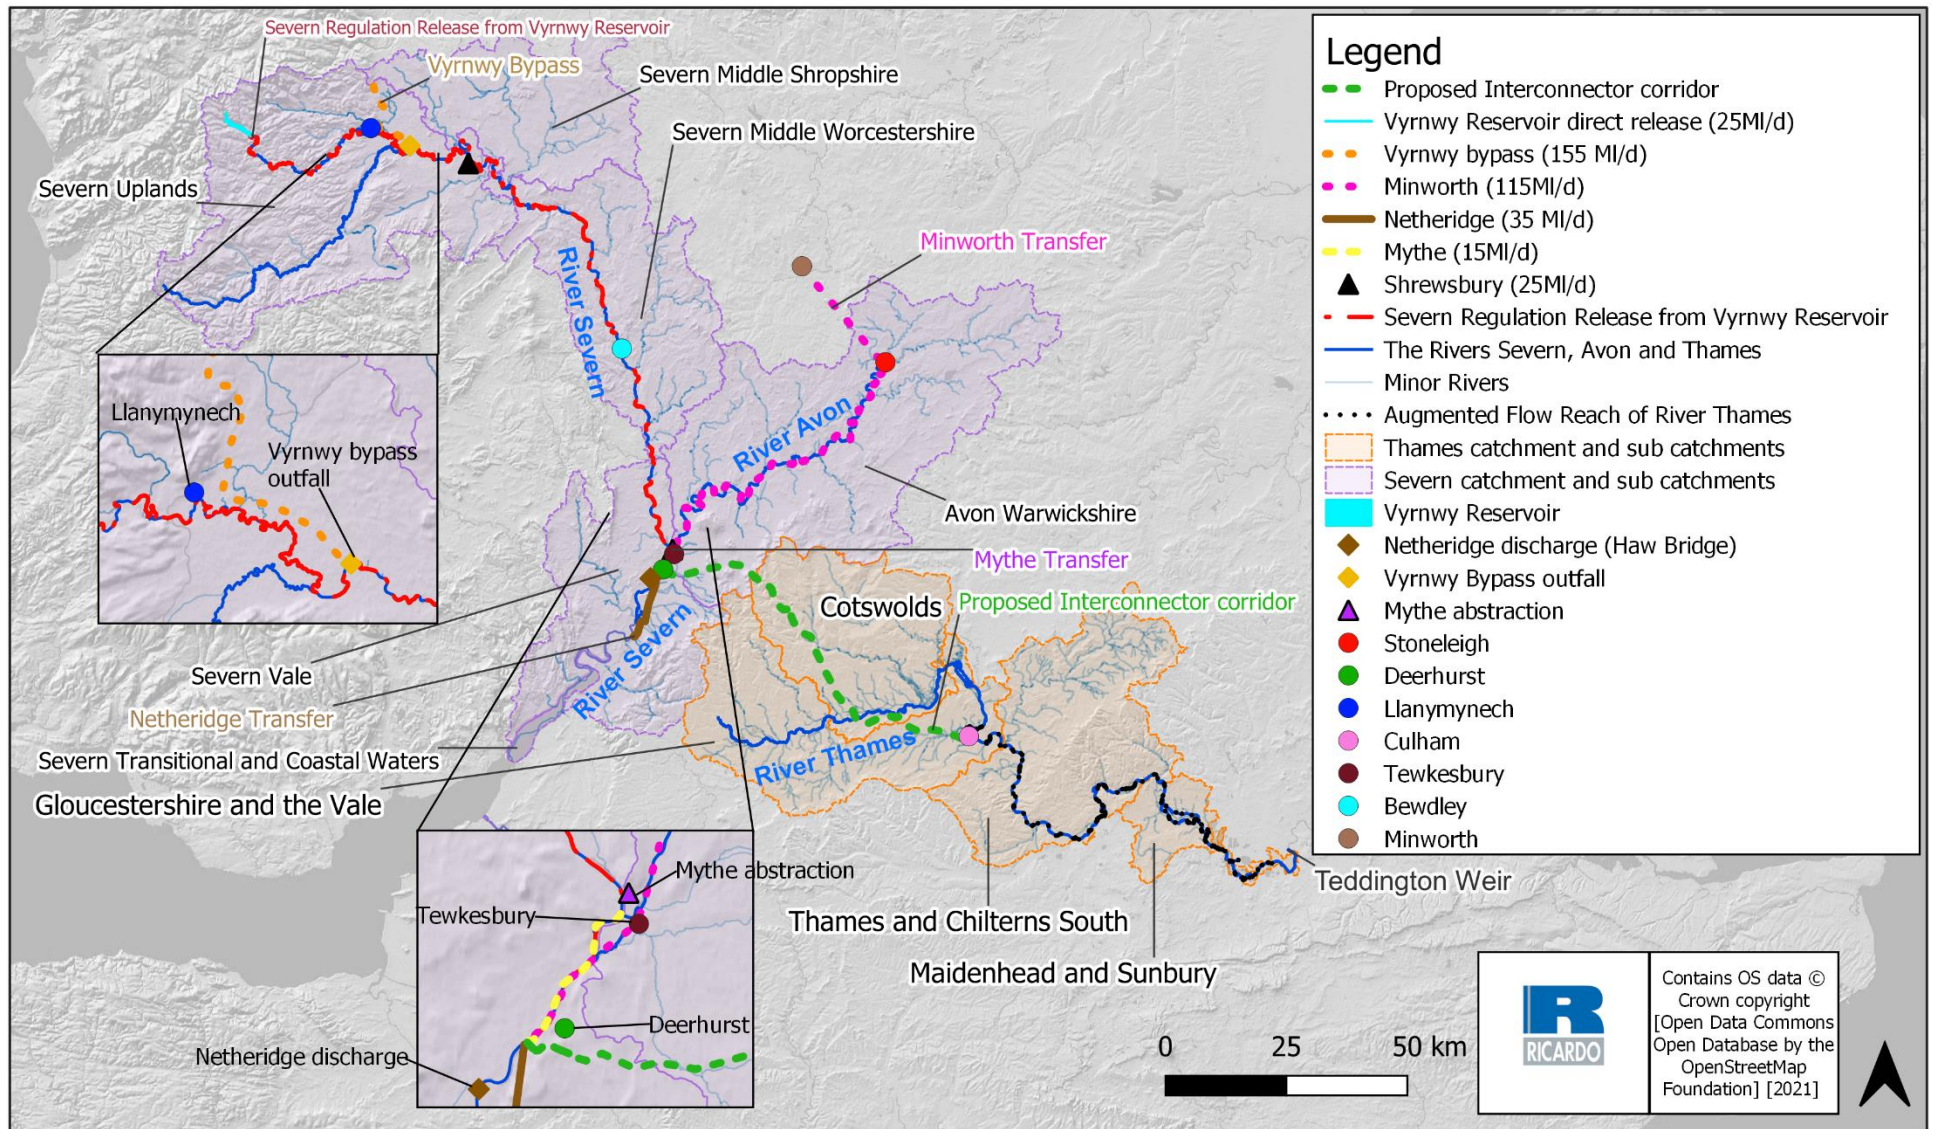 Severn Regulation Release from Vyrnwy Reservoir
Vyrnwy Bypass
Severn Middle Shropshire
Severn Middle Worcestershire
Severn Uplands
Minworth Transfer
River Severn
River Avon
Llanymynech
Vyrnwy bypass
outfall
Avon Warwickshire
Mythe Transfer
Cotswolds
Proposed Interconnector corridor
Severn Vale
River Severn
Netheridge Transfer
Severn Transitional and Coastal Waters
River Thames
Gloucestershire and the Vale
Mythe abstraction
Tewkesbury
Deerhurst
Netheridge discharge
Teddington Weir
Thames and Chilterns South
Maidenhead and Sunbury
Legend
Proposed Interconnector corridor
Vyrnwy Reservoir direct release (25Ml/d)
Vyrnwy bypass (155 Ml/d)
Minworth (115Ml/d)
Netheridge (35 Ml/d)
Mythe (15Ml/d)
Shrewsbury (25Ml/d)
Severn Regulation Release from Vyrnwy Reservoir
The Rivers Severn, Avon and Thames
Minor Rivers
Augmented Flow Reach of River Thames
Thames catchment and sub catchments
Severn catchment and sub catchments
Vyrnwy Reservoir
Netheridge discharge (Haw Bridge)
Vyrnwy Bypass outfall
Mythe abstraction
Stoneleigh
Deerhurst
Llanymynech
Culham
Tewkesbury
Bewdley
Minworth
0 25 50 km
R
RICARDO
Contains OS data ©
Crown copyright
[Open Data Commons
Open Database by the
OpenStreetMap
Foundation] [2021]